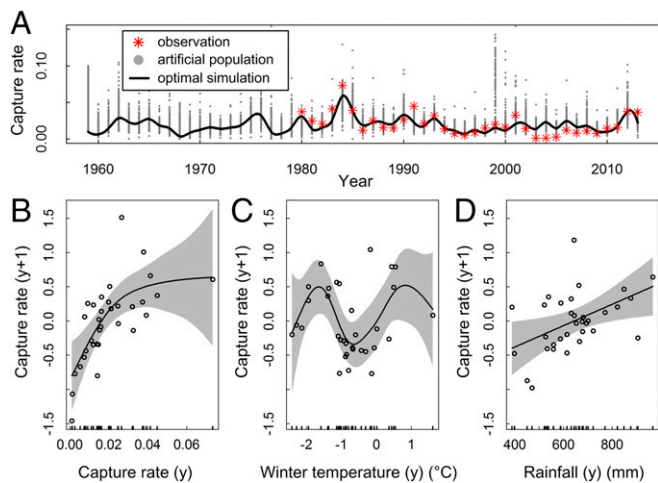 A
observation
artificial population
optimal simulation
Capture rate
0.00
0.10
1960
1970
1980
1990
2000
2010
Year
B
Capture rate (y+1)
-1.5
-0.5
0.0
0.5
1.0
1.5
0.00
0.02
0.04
0.06
Capture rate (y)
C
Capture rate (y+1)
-1.5
-0.5
0.0
0.5
1.0
1.5
-2
-1
0
1
Winter temperature (y) (°C)
D
Capture rate (y+1)
-1.5
-0.5
0.0
0.5
1.0
1.5
400
600
800
Rainfall (y) (mm)